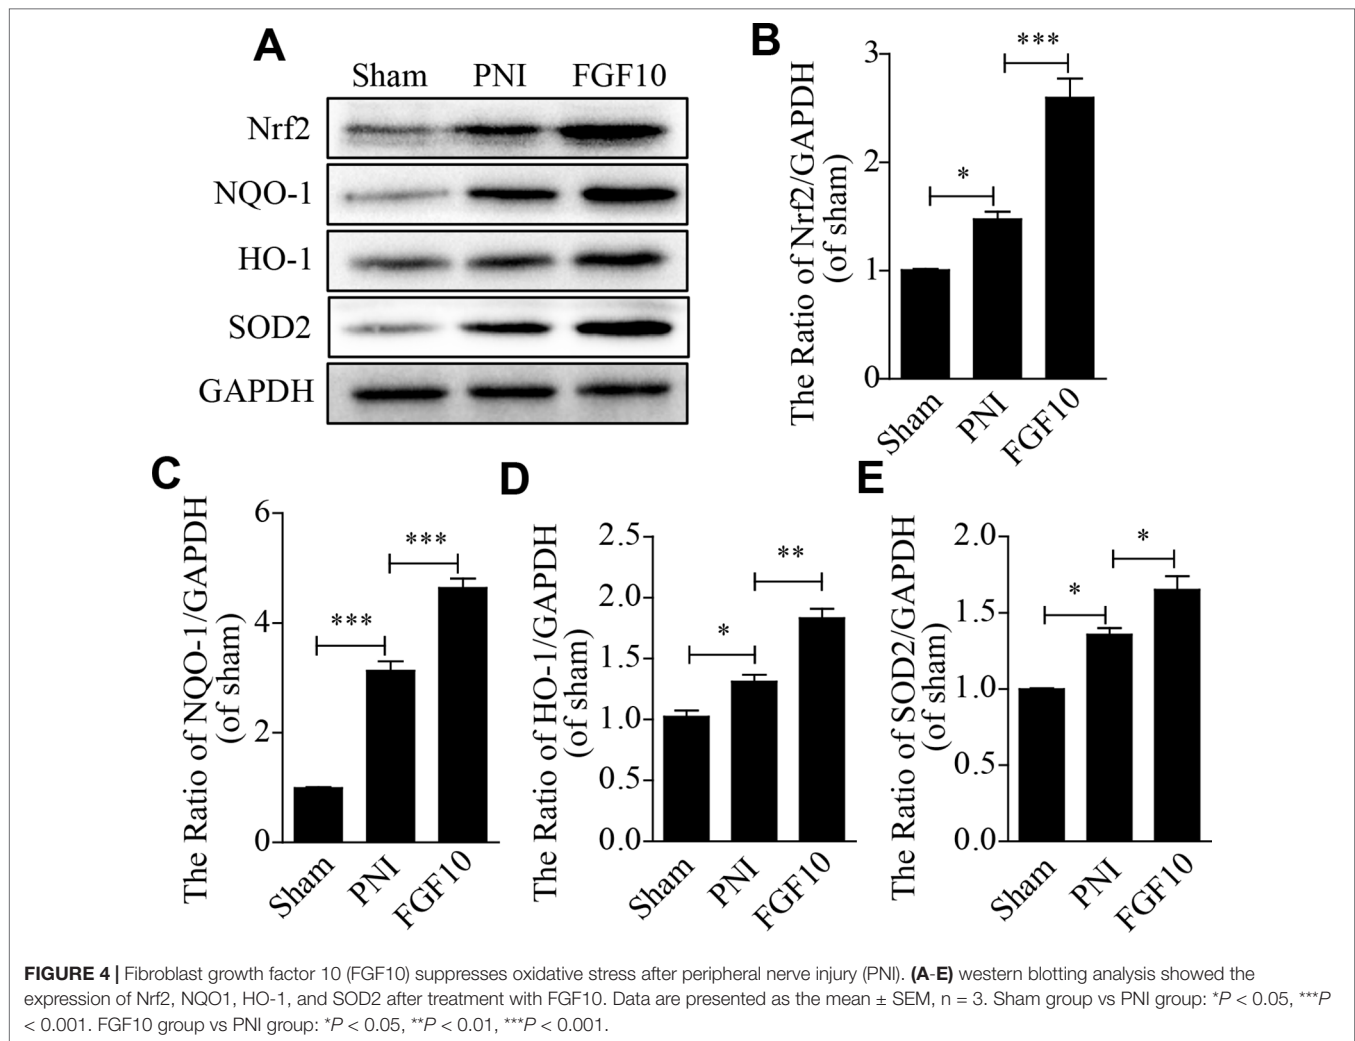 A
Sham PNI FGF10
Nrf2
NQO-1
HO-1
SOD2
GAPDH
B
The Ratio of Nrf2/GAPDH
(of sham)
3
2
1
0
*
***
Sham
PNI
FGF10
C
The Ratio of NQO-1/GAPDH
(of sham)
6
4
2
0
***
***
Sham
PNI
FGF10
D
The Ratio of HO-1/GAPDH
(of sham)
2.5
2.0
1.5
1.0
0.5
0.0
*
**
Sham
PNI
FGF10
E
The Ratio of SOD2/GAPDH
(of sham)
2.0
1.5
1.0
0.5
0.0
*
*
Sham
PNI
FGF10
FIGURE 4 | Fibroblast growth factor 10 (FGF10) suppresses oxidative stress after peripheral nerve injury (PNI). (A-E) western blotting analysis showed the
expression of Nrf2, NQO1, HO-1, and SOD2 after treatment with FGF10. Data are presented as the mean ± SEM, n = 3. Sham group vs PNI group: *P < 0.05, ***P
< 0.001. FGF10 group vs PNI group: *P < 0.05, **P < 0.01, ***P < 0.001.